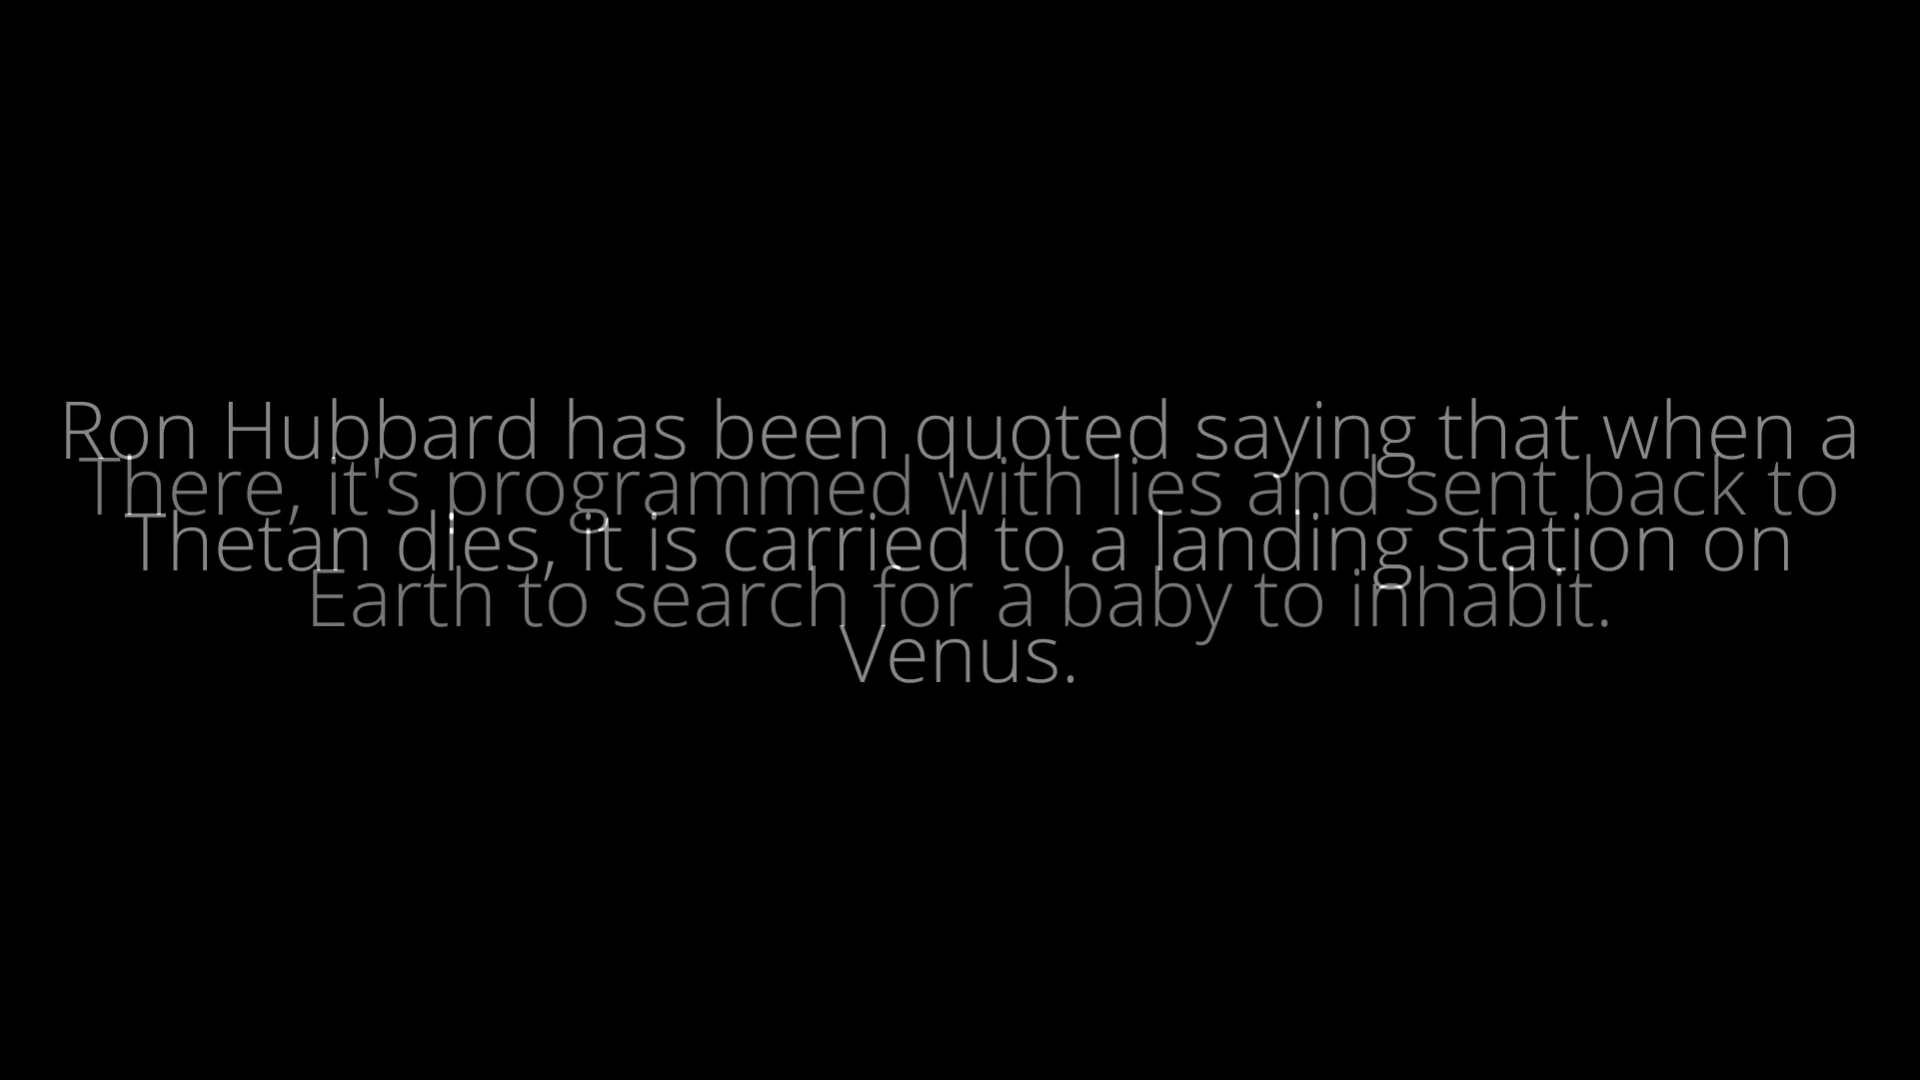 Ron Hubbard has been quoted saying that when a
Thetan dies, it is carried to a landing station on
Venus.
There, it's programmed with lies and sent back to
Earth to search for a baby to inhabit.